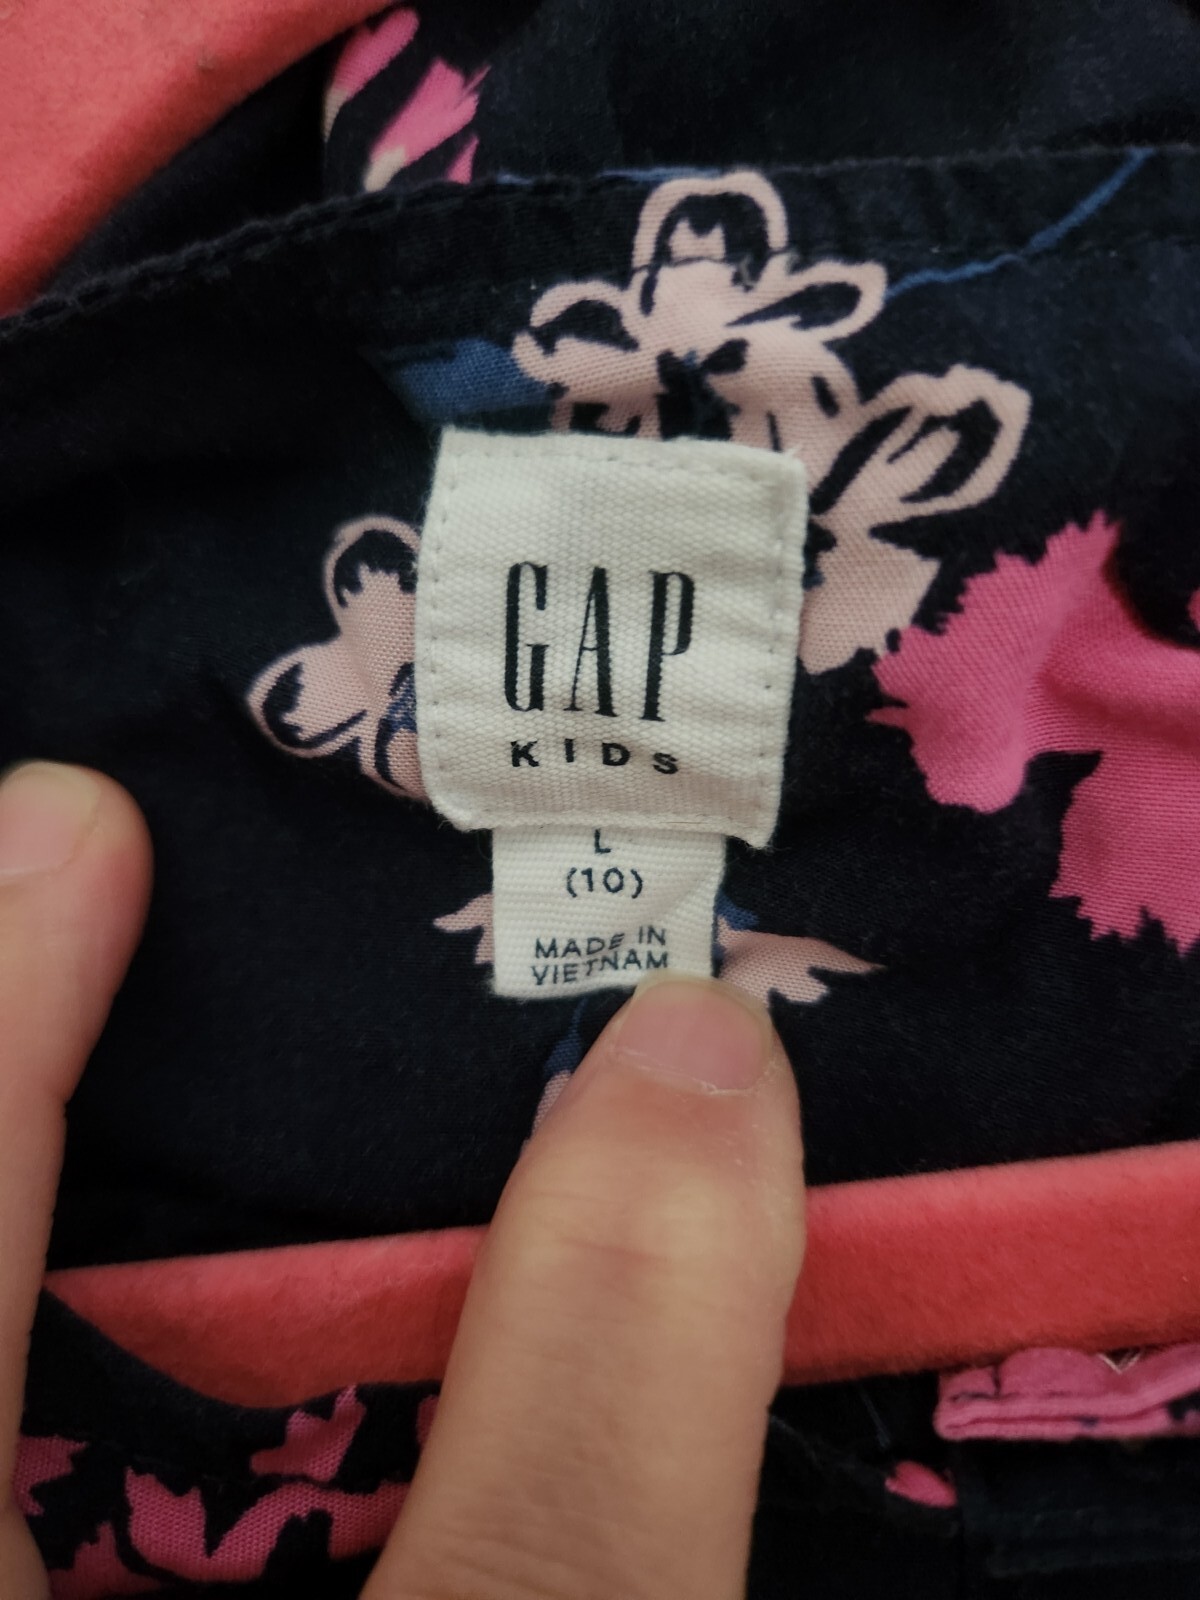 GAP
KIDS
L
(10)
MADE IN
VIETNAM